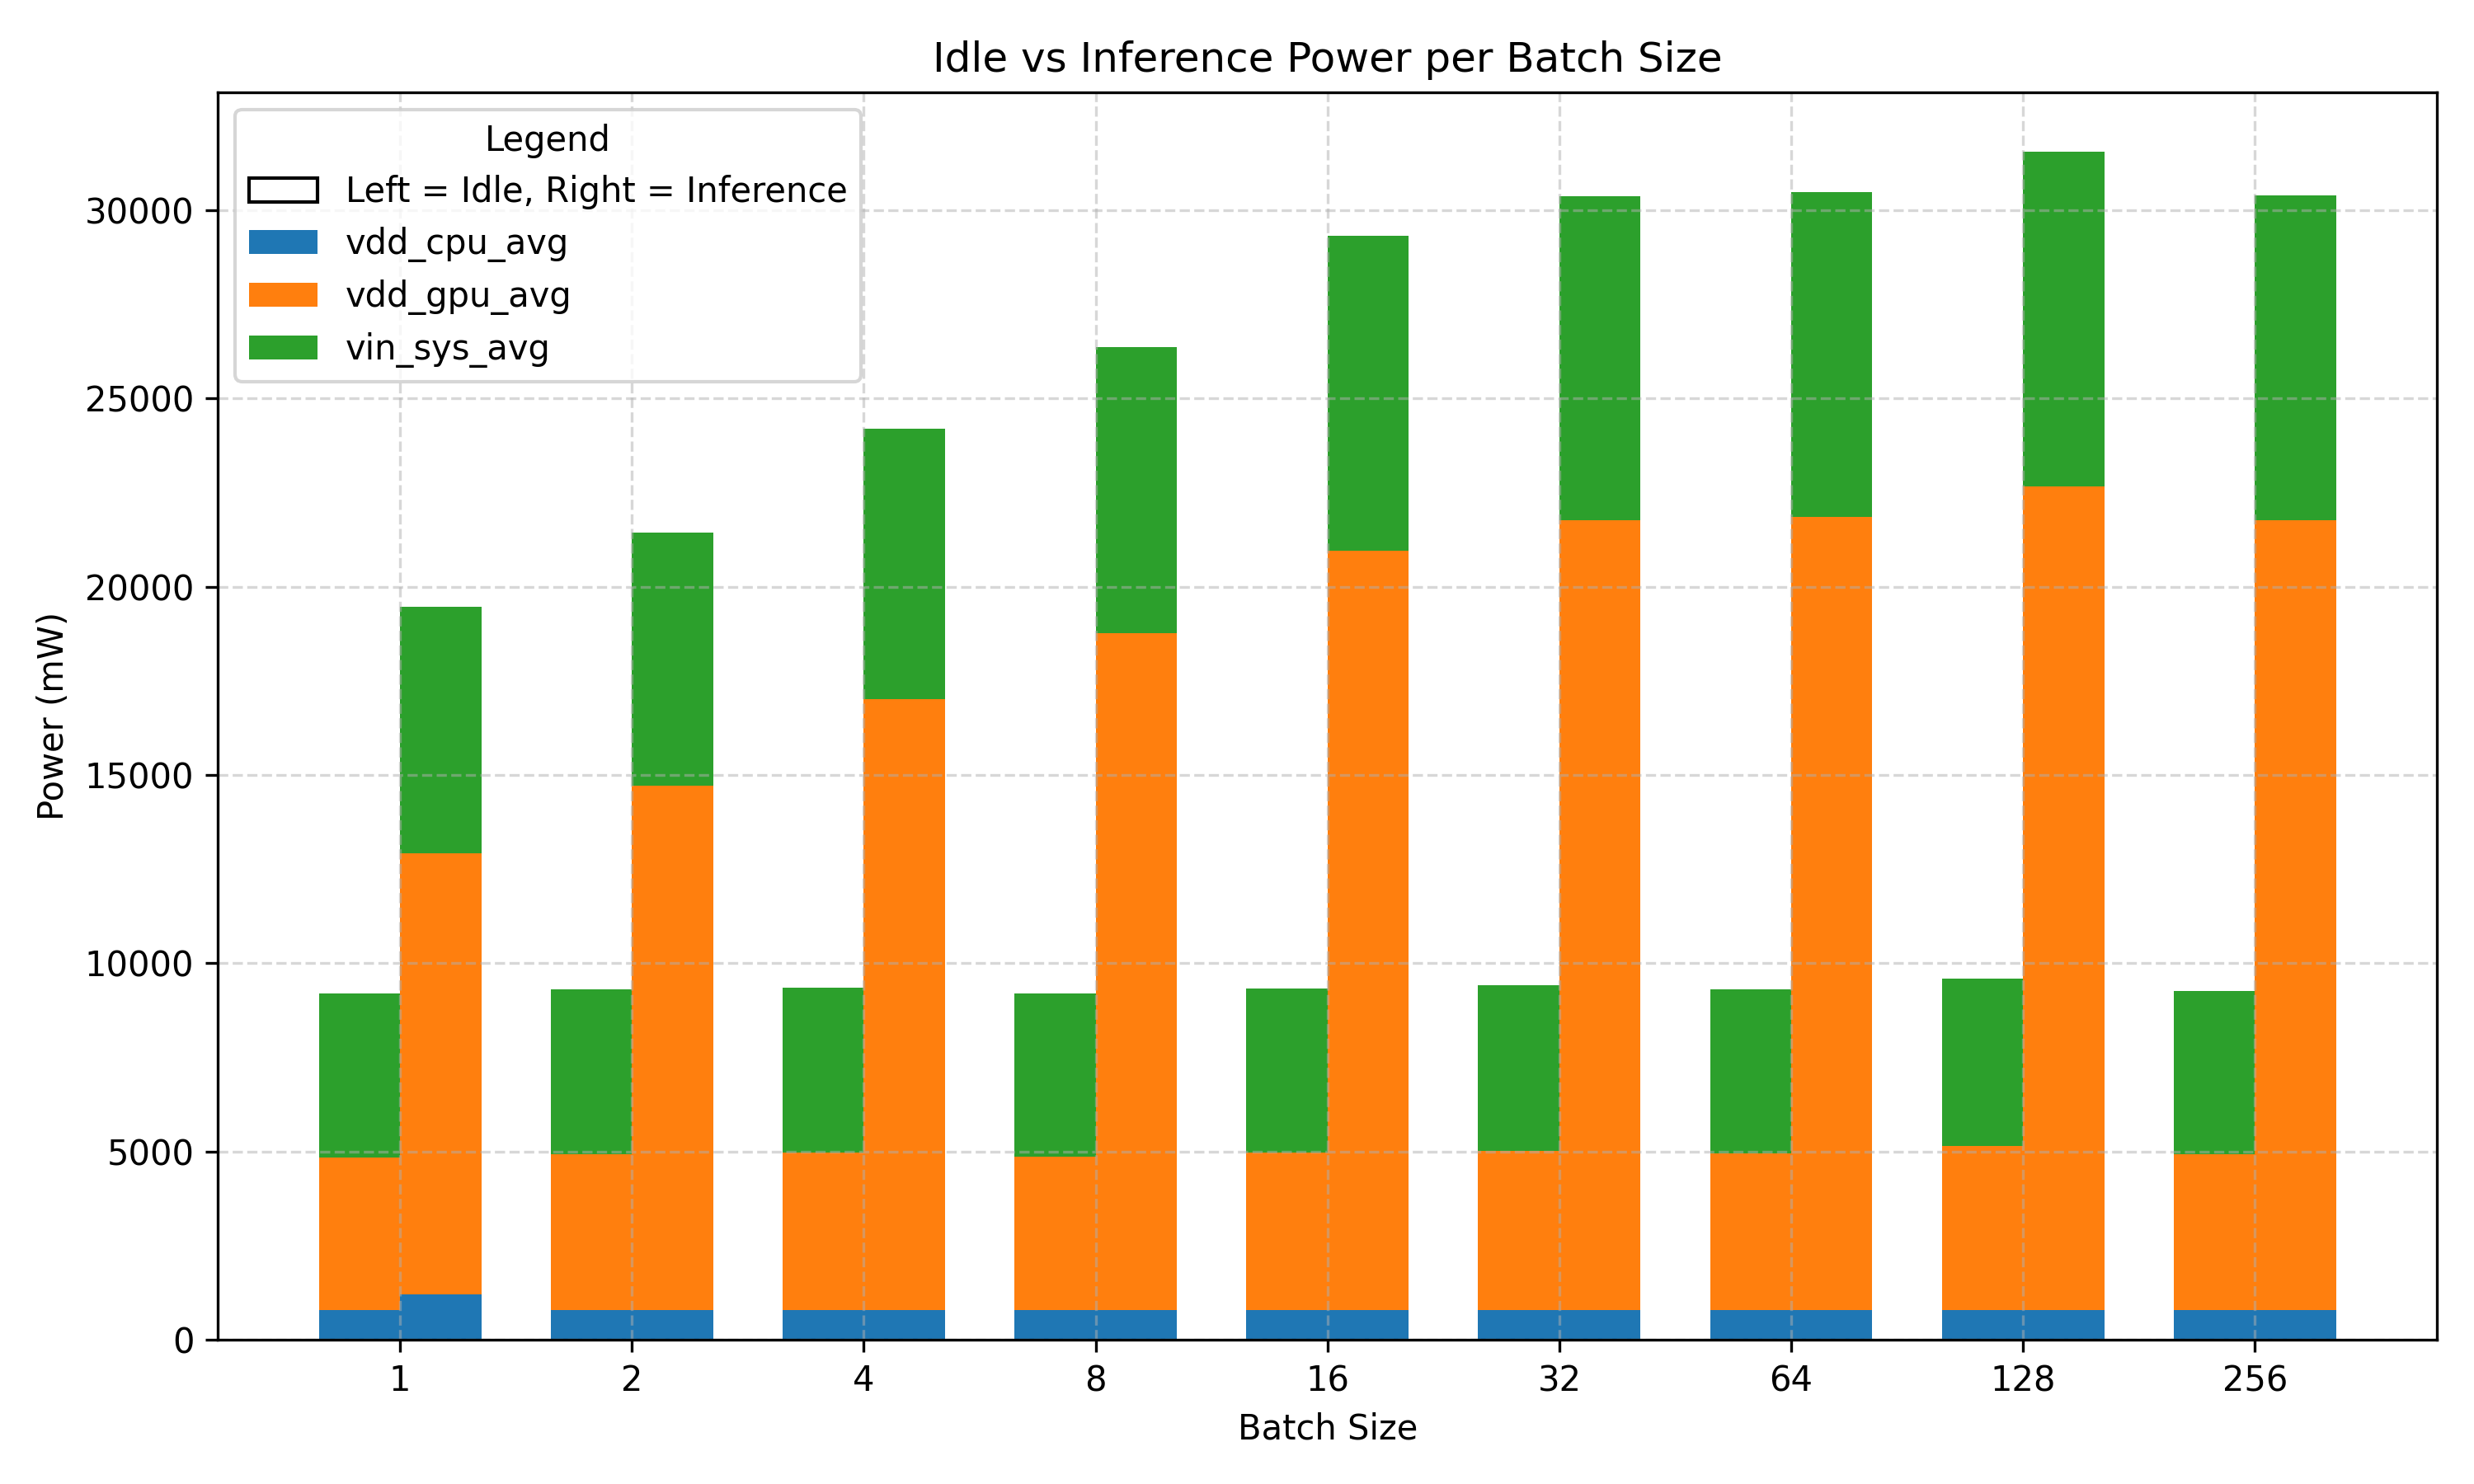 Idle vs Inference Power per Batch Size
Legend
Left = Idle, Right = Inference
vdd_cpu_avg
vdd_gpu_avg
vin_sys_avg
Power (mW)
30000
25000
20000
15000
10000
5000
0
1 2 4 8 16 32 64 128 256
Batch Size